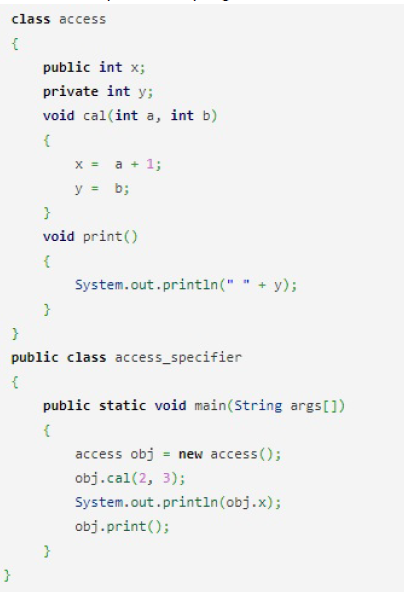 class access
{
    public int x;
    private int y;
    void cal(int a, int b)
    {
        x =  a + 1;
        y =  b;
    }
    void print()
    {
        System.out.println(" " + y);
    }
}
public class access_specifier
{
    public static void main(String args[])
    {
        access obj = new access();
        obj.cal(2, 3);
        System.out.println(obj.x);
        obj.print();
    }
}